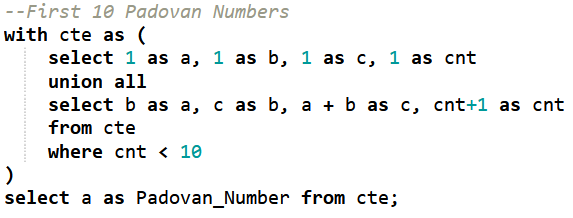 --First 10 Padovan Numbers
with cte as (
    select 1 as a, 1 as b, 1 as c, 1 as cnt
    union all
    select b as a, c as b, a + b as c, cnt+1 as cnt
    from cte
    where cnt < 10
)
select a as Padovan_Number from cte;